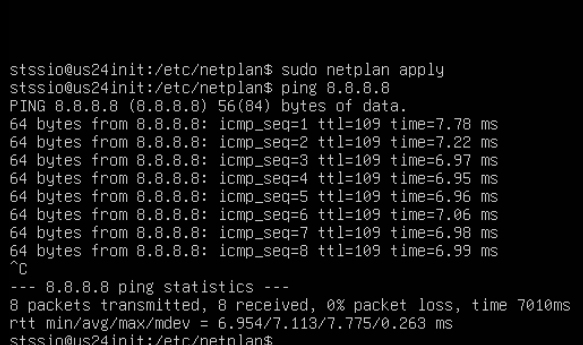 stssio@us24init:/etc/netplan$ sudo netplan apply
stssio@us24init:/etc/netplan$ ping 8.8.8.8
PING 8.8.8.8 (8.8.8.8) 56(84) bytes of data.
64 bytes from 8.8.8.8: icmp_seq=1 ttl=109 time=7.78 ms
64 bytes from 8.8.8.8: icmp_seq=2 ttl=109 time=7.22 ms
64 bytes from 8.8.8.8: icmp_seq=3 ttl=109 time=6.97 ms
64 bytes from 8.8.8.8: icmp_seq=4 ttl=109 time=6.95 ms
64 bytes from 8.8.8.8: icmp_seq=5 ttl=109 time=6.96 ms
64 bytes from 8.8.8.8: icmp_seq=6 ttl=109 time=7.06 ms
64 bytes from 8.8.8.8: icmp_seq=7 ttl=109 time=6.98 ms
64 bytes from 8.8.8.8: icmp_seq=8 ttl=109 time=6.99 ms
^C
--- 8.8.8.8 ping statistics ---
8 packets transmitted, 8 received, 0% packet loss, time 7010ms
rtt min/avg/max/mdev = 6.954/7.113/7.775/0.263 ms
stssio@us24init:/etc/netplan$